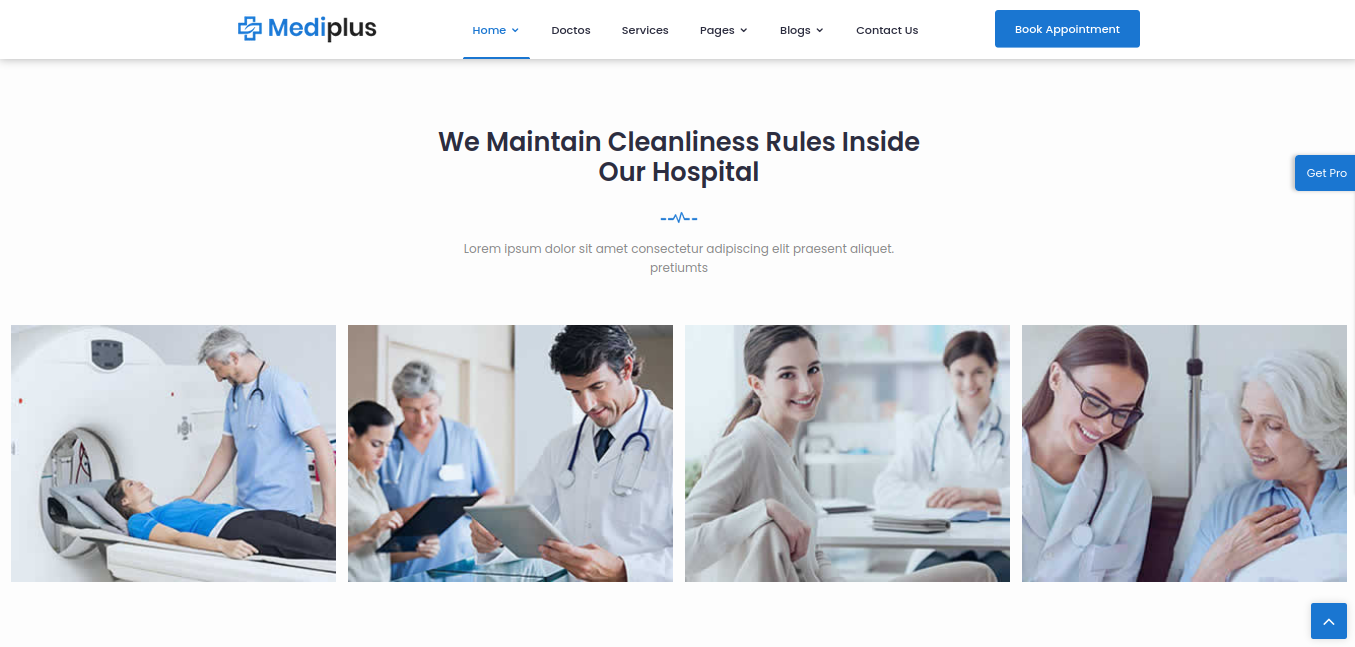 Mediplus
Home
Doctos
Services
Pages
Blogs
Contact Us
Book Appointment
We Maintain Cleanliness Rules Inside
Our Hospital
Get Pro
Lorem ipsum dolor sit amet consectetur adipiscing elit praesent aliquet.
pretiumts